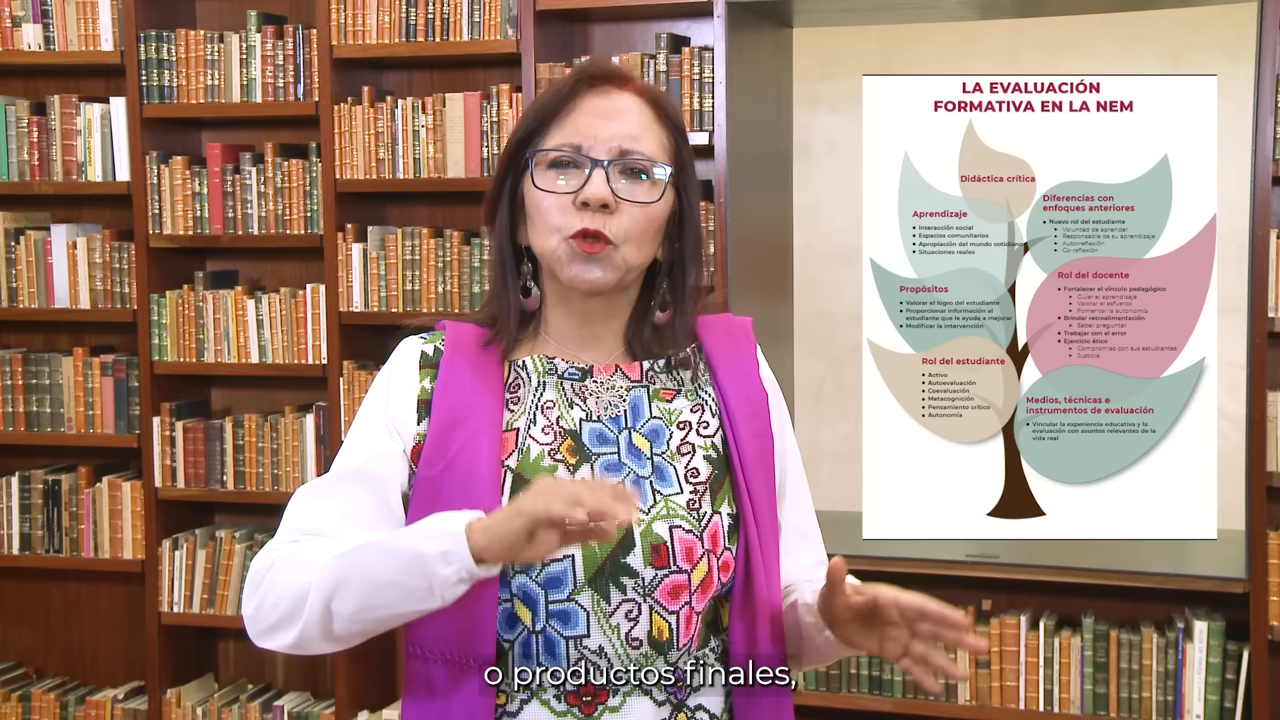 LA EVALUACIÓN
FORMATIVA EN LA NEM
Didáctica crítica
Aprendizaje
● Interacción social
● Espacios comunitarios
● Apropiación del mundo cotidiano
● Situaciones reales
Diferencias con
enfoques anteriores
● Nuevo rol del estudiante
➤ Voluntad de aprender
➤ Responsable de su aprendizaje
➤ Autorreflexión
➤ Co-reflexión
Propósitos
● Valorar el logro del estudiante
● Proporcionar información al
estudiante que le ayude a mejorar
● Modificar la intervención
Rol del docente
● Fortalecer el vínculo pedagógico
➤ Guiar el aprendizaje
➤ Valorar el esfuerzo
➤ Fomentar la autonomía
● Brindar retroalimentación
➤ Saber preguntar
● Trabajar con el error
● Ejercicio ético
➤ Compromiso con sus estudiantes
➤ Justicia
Rol del estudiante
● Activo
● Autoevaluación
● Coevaluación
● Metacognición
● Pensamiento crítico
● Autonomía
Medios, técnicas e
instrumentos de evaluación
● Vincular la experiencia educativa y la
evaluación con asuntos relevantes de la
vida real
o productos finales,